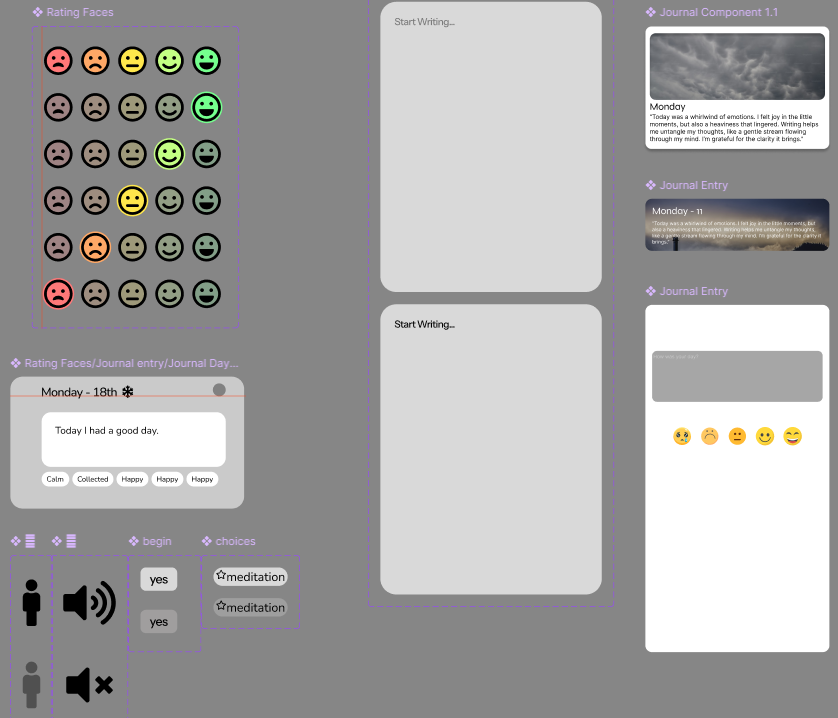 Rating Faces
Rating Faces/Journal entry/Journal Day...
Monday - 18th
Today I had a good day.
Calm
Collected
Happy
Happy
Happy
begin
yes
yes
choices
meditation
meditation
Start Writing...
Start Writing...
Journal Component 1.1
Monday
"Today was a whirlwind of emotions. I felt joy in the little
moments, but also a heaviness that lingered. Writing helps
me untangle my thoughts, like a gentle stream flowing
through my mind. I'm grateful for the clarity it brings."
Journal Entry
Monday - 11
"Today was a whirlwind of emotions. I felt joy in the little moments, but
also a heaviness that lingered. Writing helps me untangle my thoughts,
like a gentle stream flowing through my mind. I'm grateful for the clarity it
brings."
Journal Entry
How was your day?